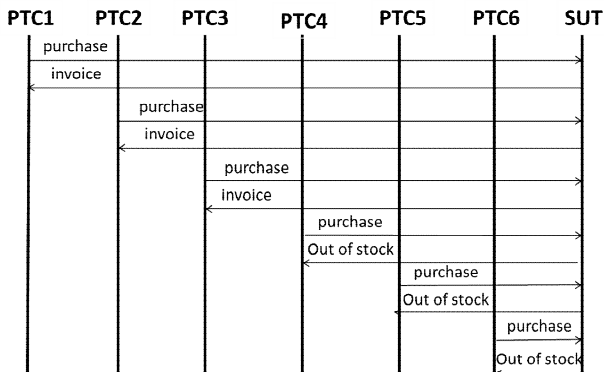 PTC1 PTC2 PTC3 PTC4 PTC5 PTC6 SUT
purchase
invoice
purchase
invoice
purchase
invoice
purchase
Out of stock
purchase
Out of stock
purchase
Out of stock